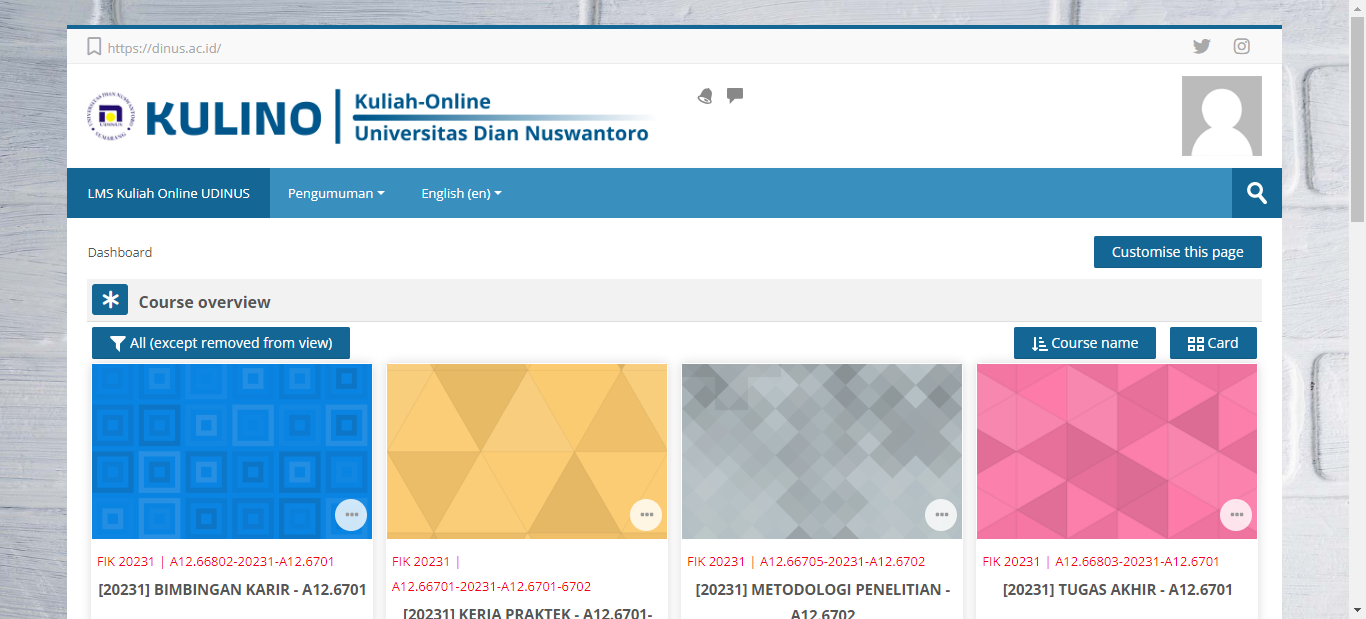 https://dinus.ac.id/
UNIVERSITAS DIAN NUSWANTORO
SEMARANG
KULINO
Kuliah-Online
Universitas Dian Nuswantoro
LMS Kuliah Online UDINUS Pengumuman English (en)
Dashboard
Customise this page
Course overview
All (except removed from view) Course name Card
FIK 20231 | A12.66802-20231-A12.6701
[20231] BIMBINGAN KARIR - A12.6701
FIK 20231 |
A12.66701-20231-A12.6701-6702
[20231] KERJA PRAKTEK - A12.6701-
FIK 20231 | A12.66705-20231-A12.6702
[20231] METODOLOGI PENELITIAN -
A12.6702
FIK 20231 | A12.66803-20231-A12.6701
[20231] TUGAS AKHIR - A12.6701